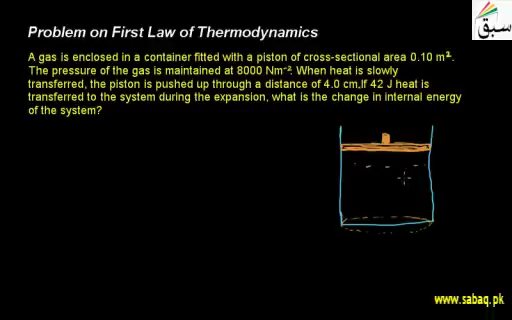 سبق
Problem on First Law of Thermodynamics
A gas is enclosed in a container fitted with a piston of cross-sectional area 0.10 m².
The pressure of the gas is maintained at 8000 Nm⁻². When heat is slowly
transferred, the piston is pushed up through a distance of 4.0 cm,If 42 J heat is
transferred to the system during the expansion, what is the change in internal energy
of the system?
www.sabaq.pk